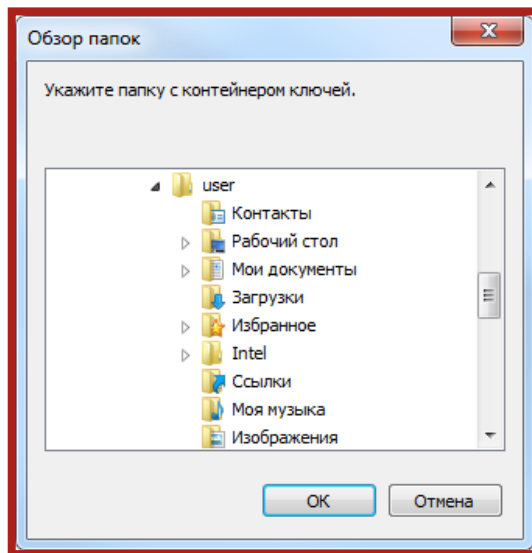 Обзор папок
Укажите папку с контейнером ключей.
user
Контакты
Рабочий стол
Мои документы
Загрузки
Избранное
Intel
Ссылки
Моя музыка
Изображения
ОК Отмена